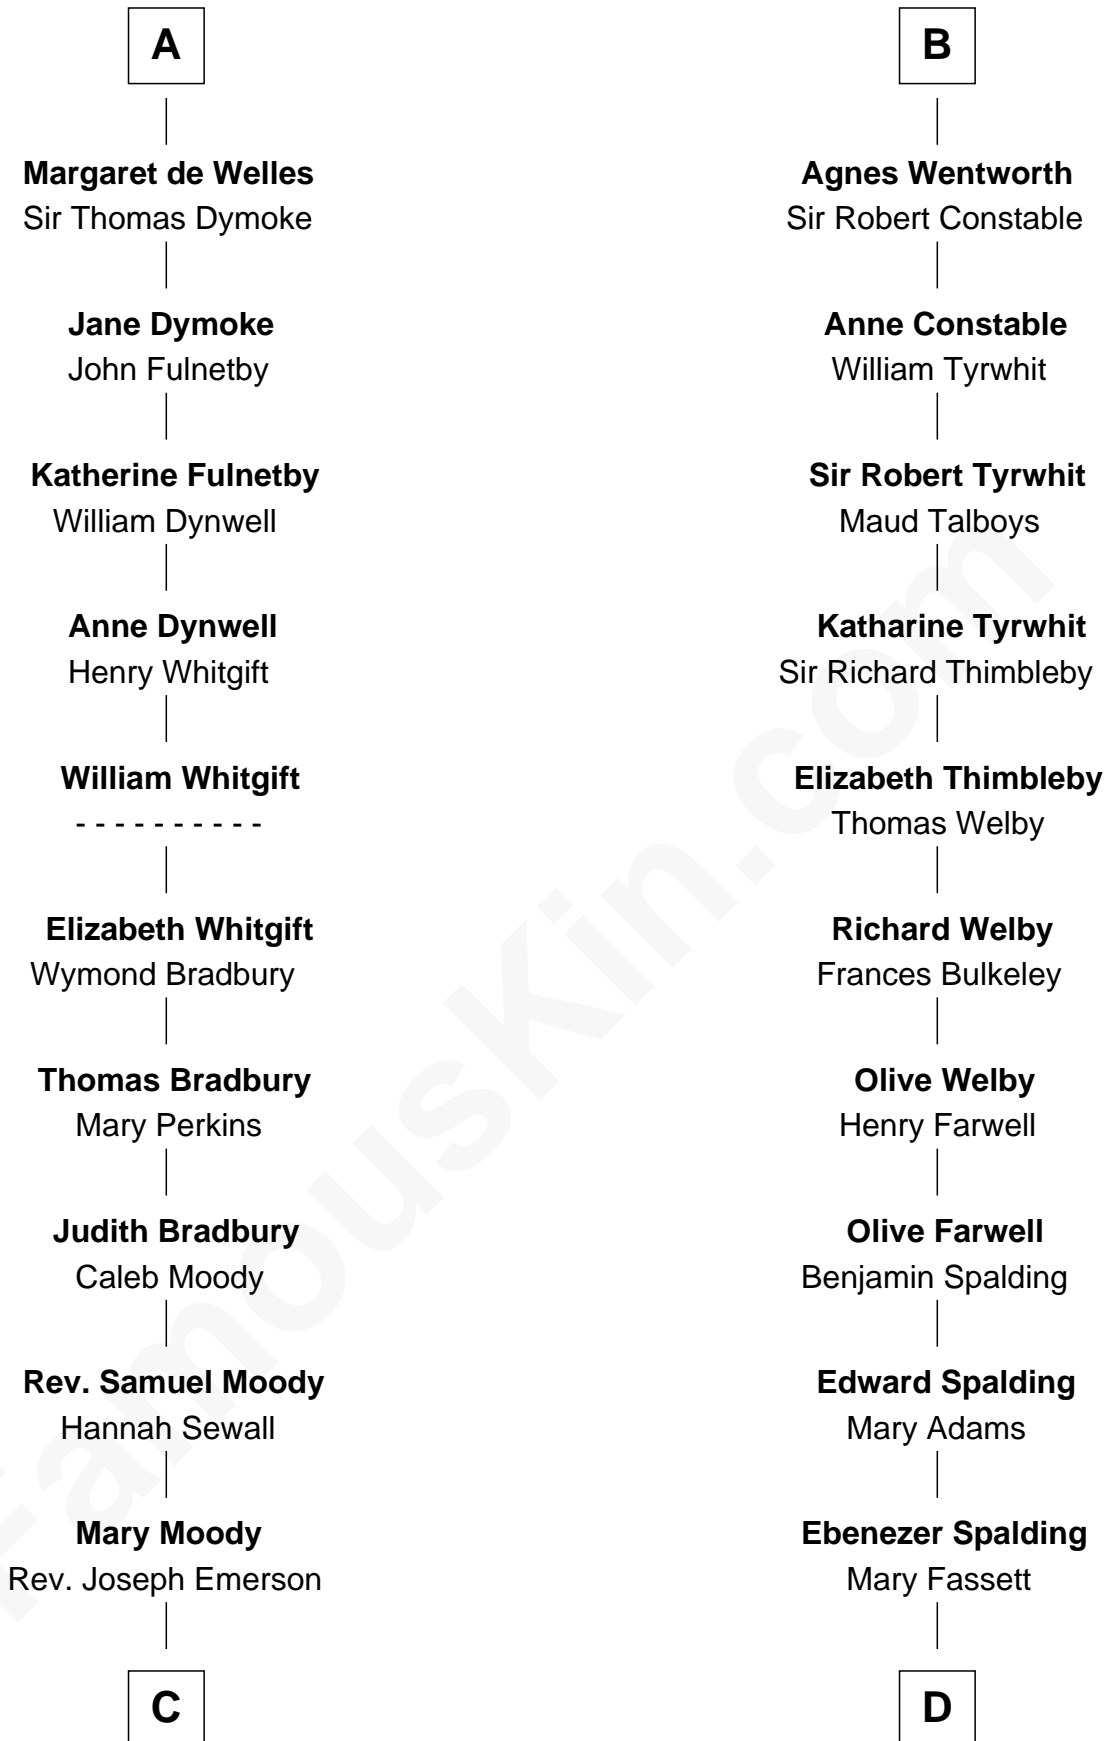 A
Margaret de Welles
Sir Thomas Dymoke
Jane Dymoke
John Fulnetby
Katherine Fulnetby
William Dynwell
Anne Dynwell
Henry Whitgift
William Whitgift
- - - - - - - - - -
Elizabeth Whitgift
Wymond Bradbury
Thomas Bradbury
Mary Perkins
Judith Bradbury
Caleb Moody
Rev. Samuel Moody
Hannah Sewall
Mary Moody
Rev. Joseph Emerson
C
B
Agnes Wentworth
Sir Robert Constable
Anne Constable
William Tyrwhit
Sir Robert Tyrwhit
Maud Talboys
Katharine Tyrwhit
Sir Richard Thimbleby
Elizabeth Thimbleby
Thomas Welby
Richard Welby
Frances Bulkeley
Olive Welby
Henry Farwell
Olive Farwell
Benjamin Spalding
Edward Spalding
Mary Adams
Ebenezer Spalding
Mary Fassett
D
FamousKin.com